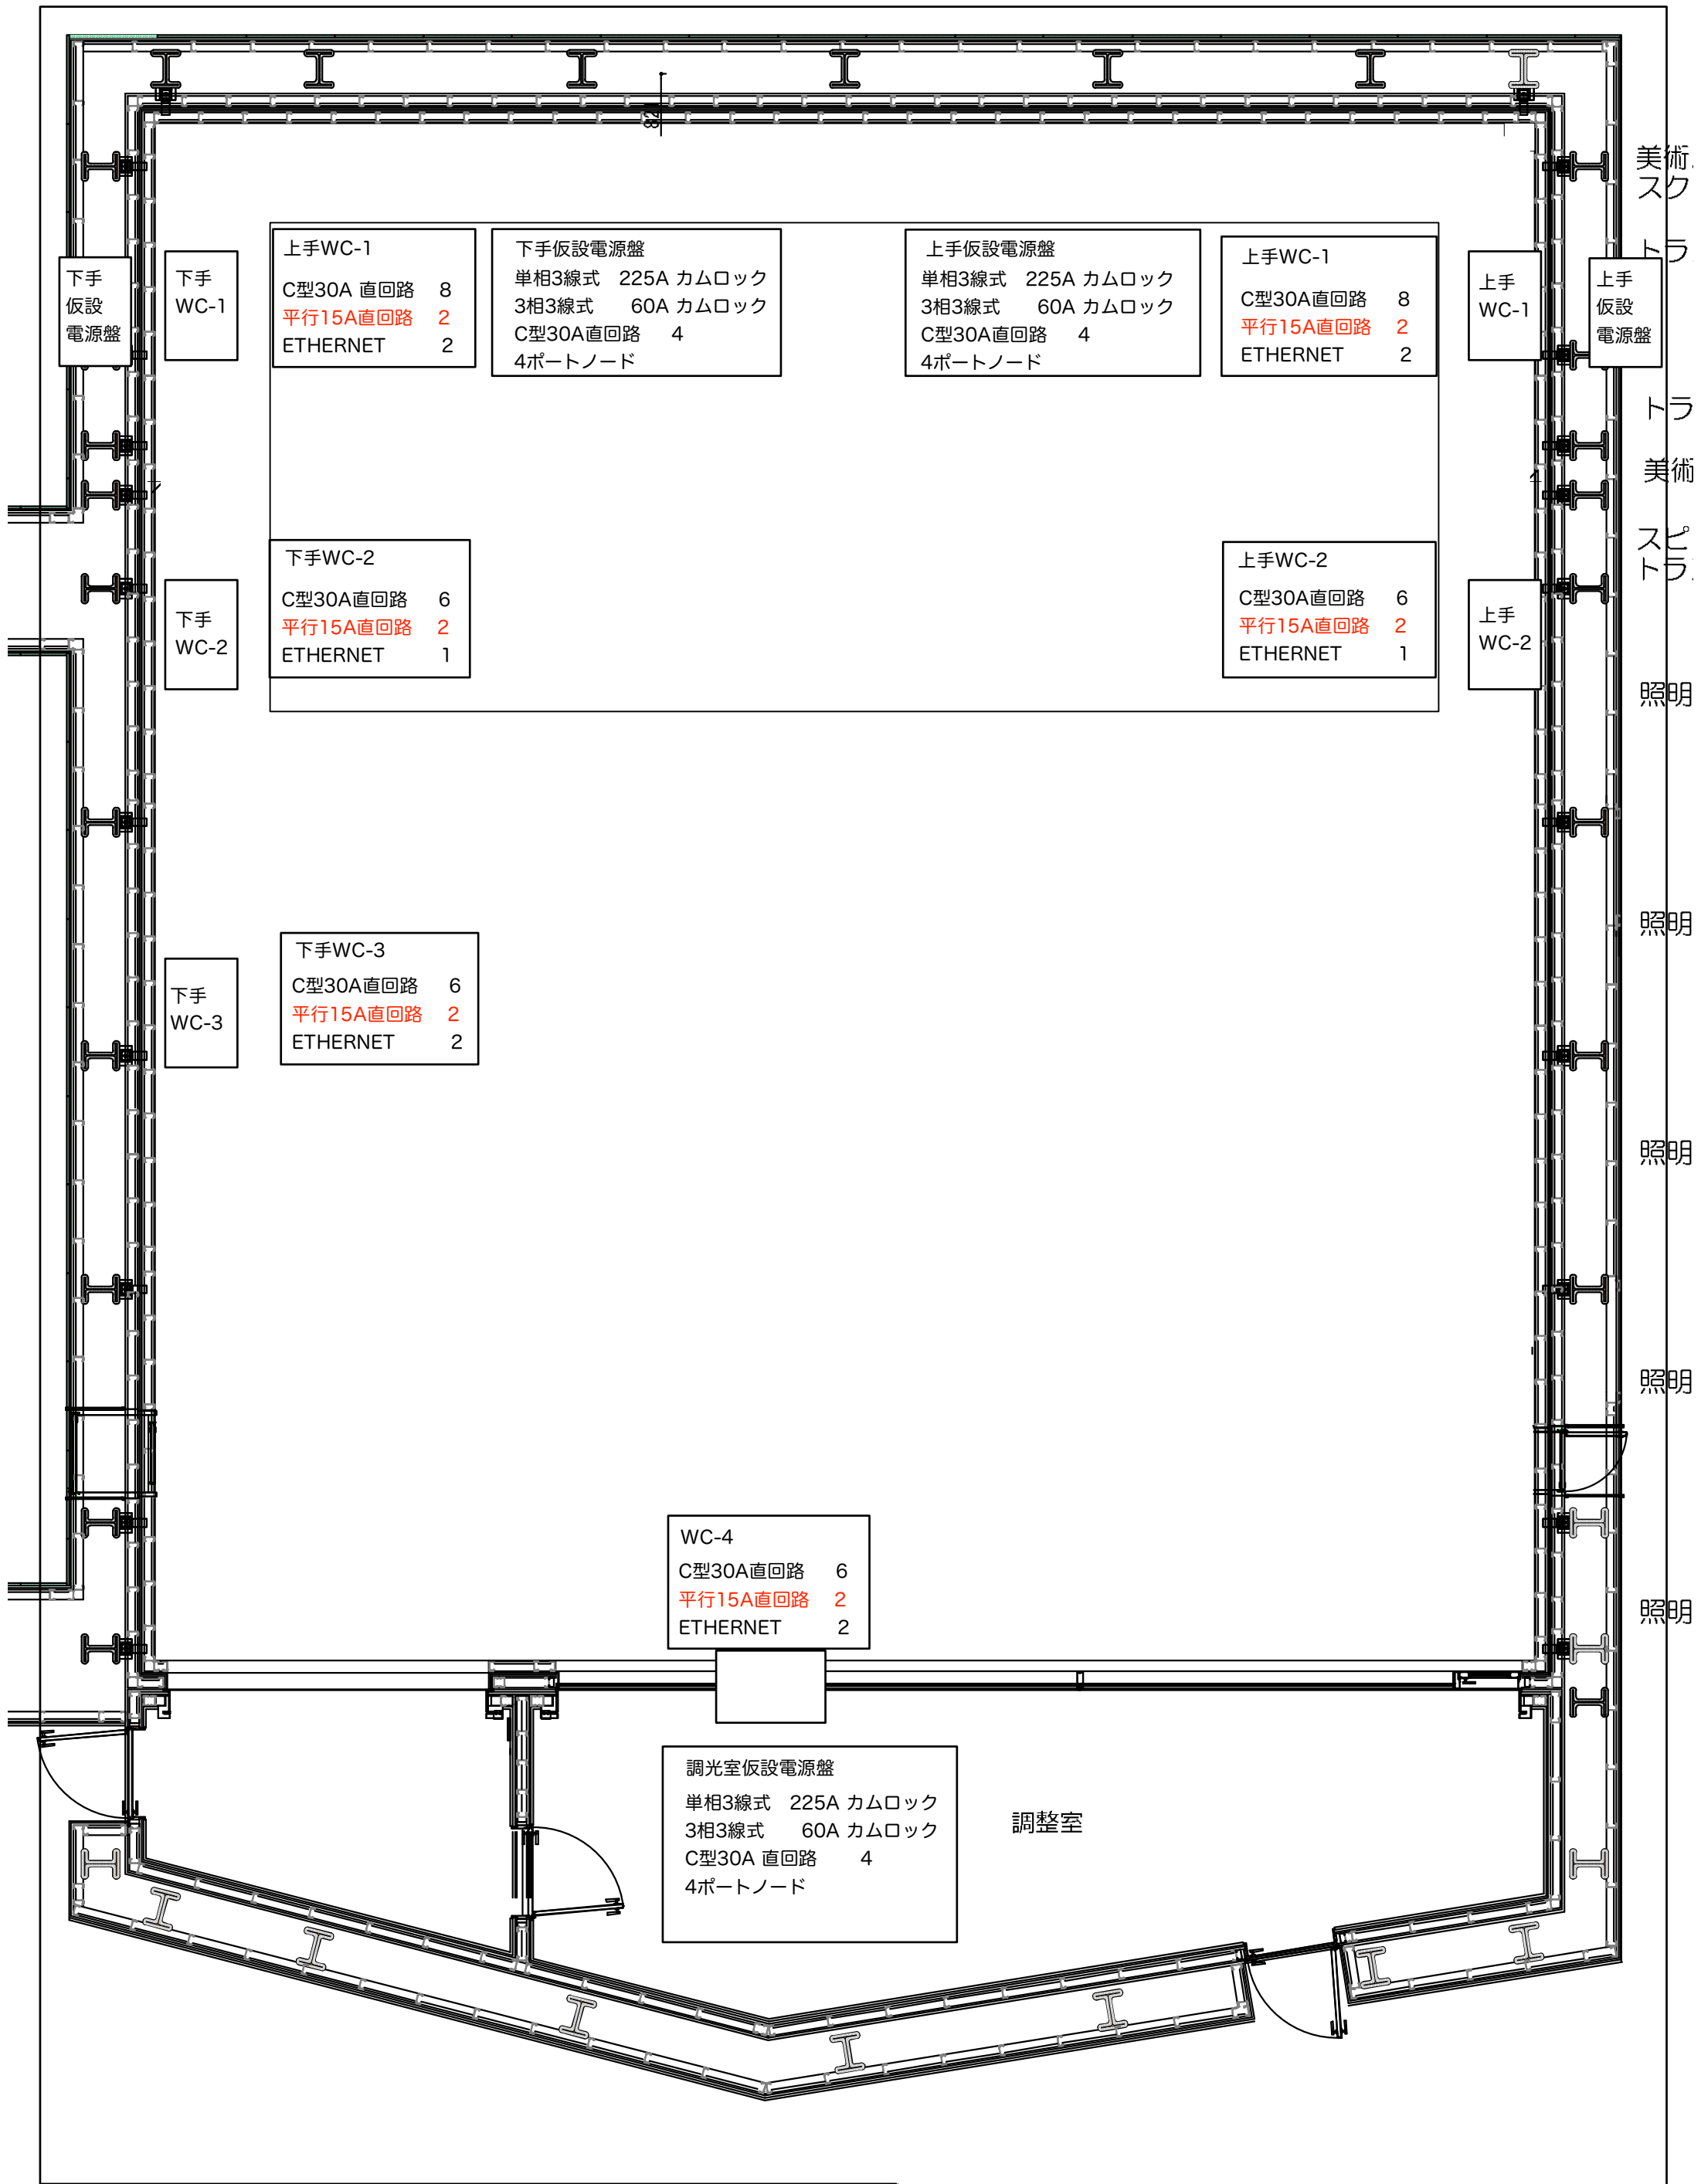 821
美術
スク
トラ
下手
仮設
電源盤
下手
WC-1
上手WC-1
C型30A 直回路 8
平行15A直回路 2
ETHERNET 2
下手仮設電源盤
単相3線式 225A カムロック
3相3線式 60A カムロック
C型30A直回路 4
4ポートノード
上手仮設電源盤
単相3線式 225A カムロック
3相3線式 60A カムロック
C型30A直回路 4
4ポートノード
上手WC-1
C型30A直回路 8
平行15A直回路 2
ETHERNET 2
上手
WC-1
上手
仮設
電源盤
トラ
美術
スピ
トラ
下手
WC-2
下手WC-2
C型30A直回路 6
平行15A直回路 2
ETHERNET 1
上手WC-2
C型30A直回路 6
平行15A直回路 2
ETHERNET 1
上手
WC-2
照明
照明
下手
WC-3
下手WC-3
C型30A直回路 6
平行15A直回路 2
ETHERNET 2
照明
照明
WC-4
C型30A直回路 6
平行15A直回路 2
ETHERNET 2
照明
調光室仮設電源盤
単相3線式 225A カムロック
3相3線式 60A カムロック
C型30A 直回路 4
4ポートノード
調整室